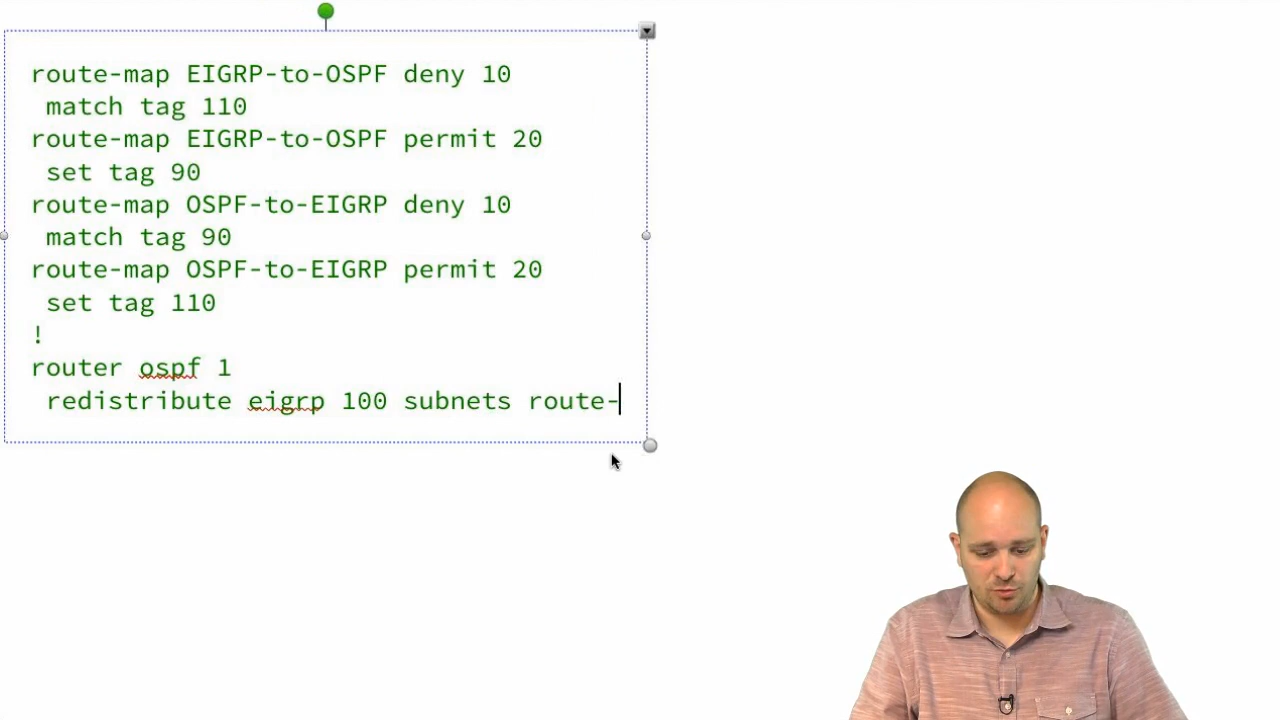 route-map EIGRP-to-OSPF deny 10
match tag 110
route-map EIGRP-to-OSPF permit 20
set tag 90
route-map OSPF-to-EIGRP deny 10
match tag 90
route-map OSPF-to-EIGRP permit 20
set tag 110
!
router ospf 1
redistribute eigrp 100 subnets route-